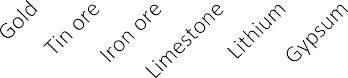 Gold
Tin ore
Iron ore
Limestone
Lithium
Gypsum